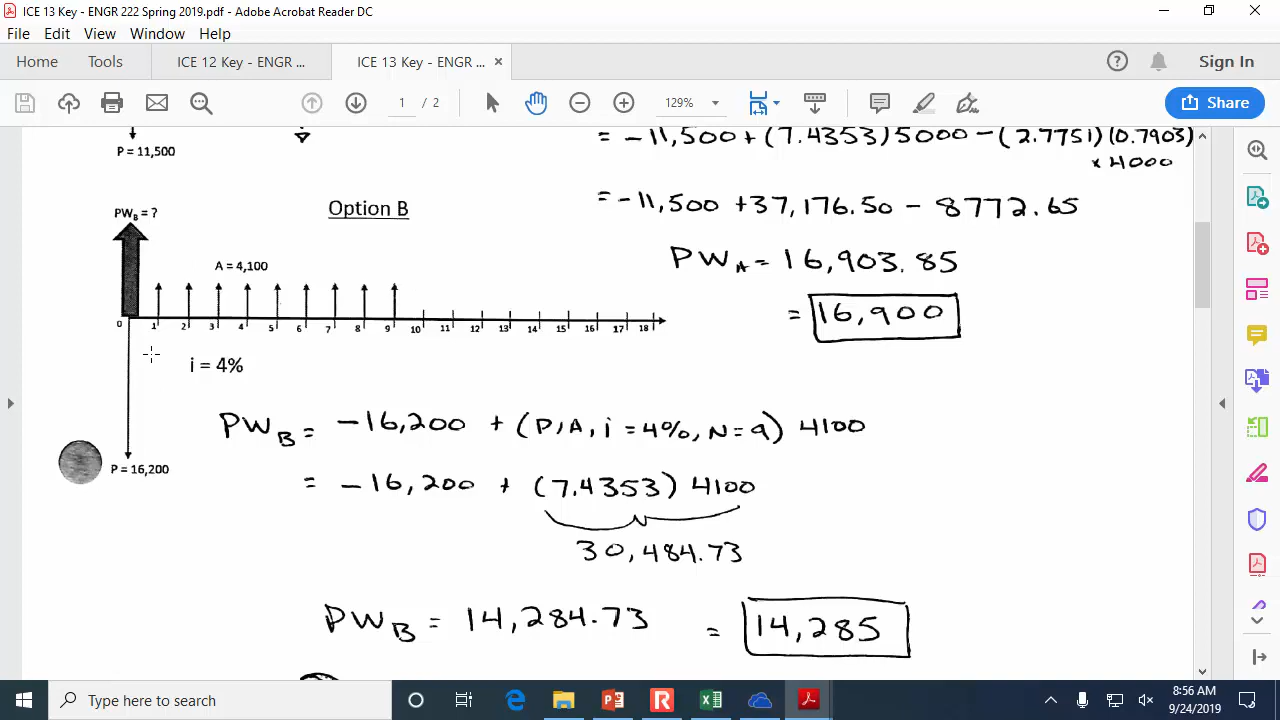 ICE 13 Key - ENGR 222 Spring 2019.pdf - Adobe Acrobat Reader DC
File Edit View Window Help
Home Tools ICE 12 Key - ENGR ... ICE 13 Key - ENGR ... × ? Sign In
1 / 2 129% Share
= -11,500 + (7.4353) 5000 - (2.7751) (0.7903)
x 4000
P = 11,500
= -11,500 + 37,176.50 - 8772.65
PW_B = ?
Option B
PW_A = 16,903.85
A = 4,100
= 16,900
0 1 2 3 4 5 6 7 8 9 10 11 12 13 14 15 16 17 18
i = 4%
PW_B = -16,200 + (P/A, i = 4%, N = 9) 4100
P = 16,200
= -16,200 + (7.4353) 4100
30,484.73
PW_B = 14,284.73 = 14,285
Type here to search
8:56 AM
9/24/2019